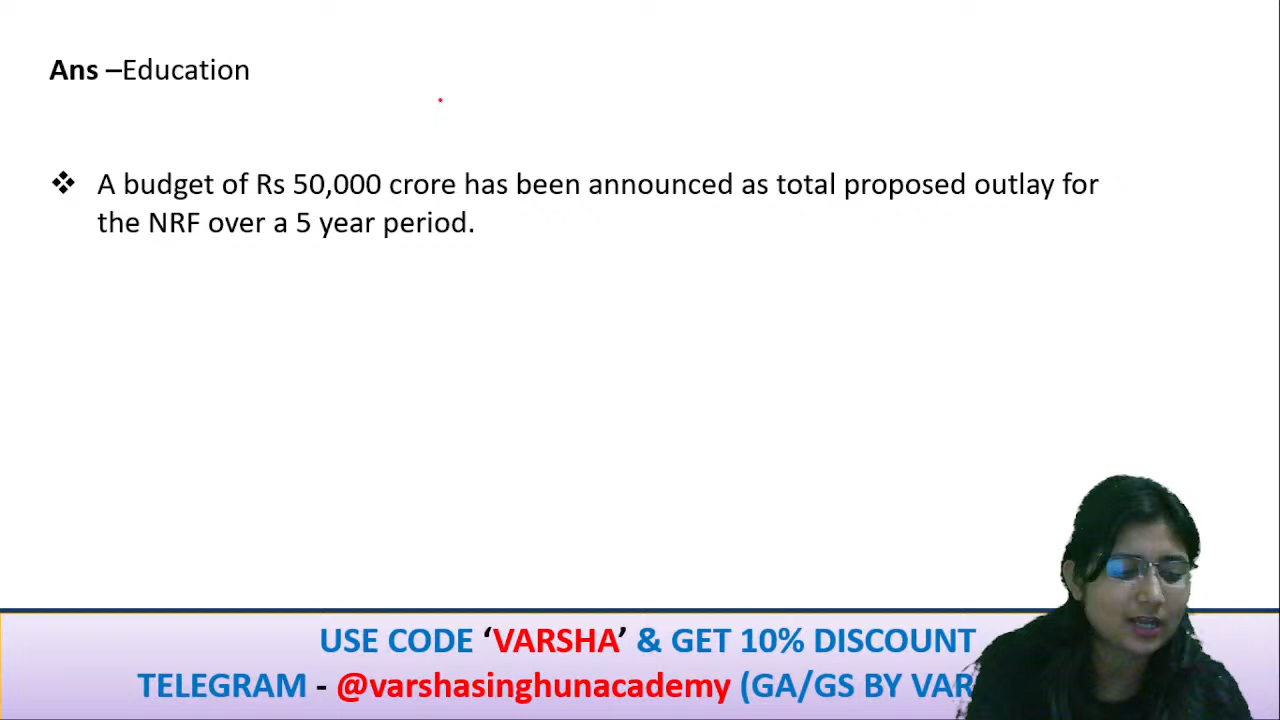 Ans –Education
❖ A budget of Rs 50,000 crore has been announced as total proposed outlay for
the NRF over a 5 year period.
USE CODE ‘VARSHA’ & GET 10% DISCOUNT
TELEGRAM - @varshasinghunacademy (GA/GS BY VAR